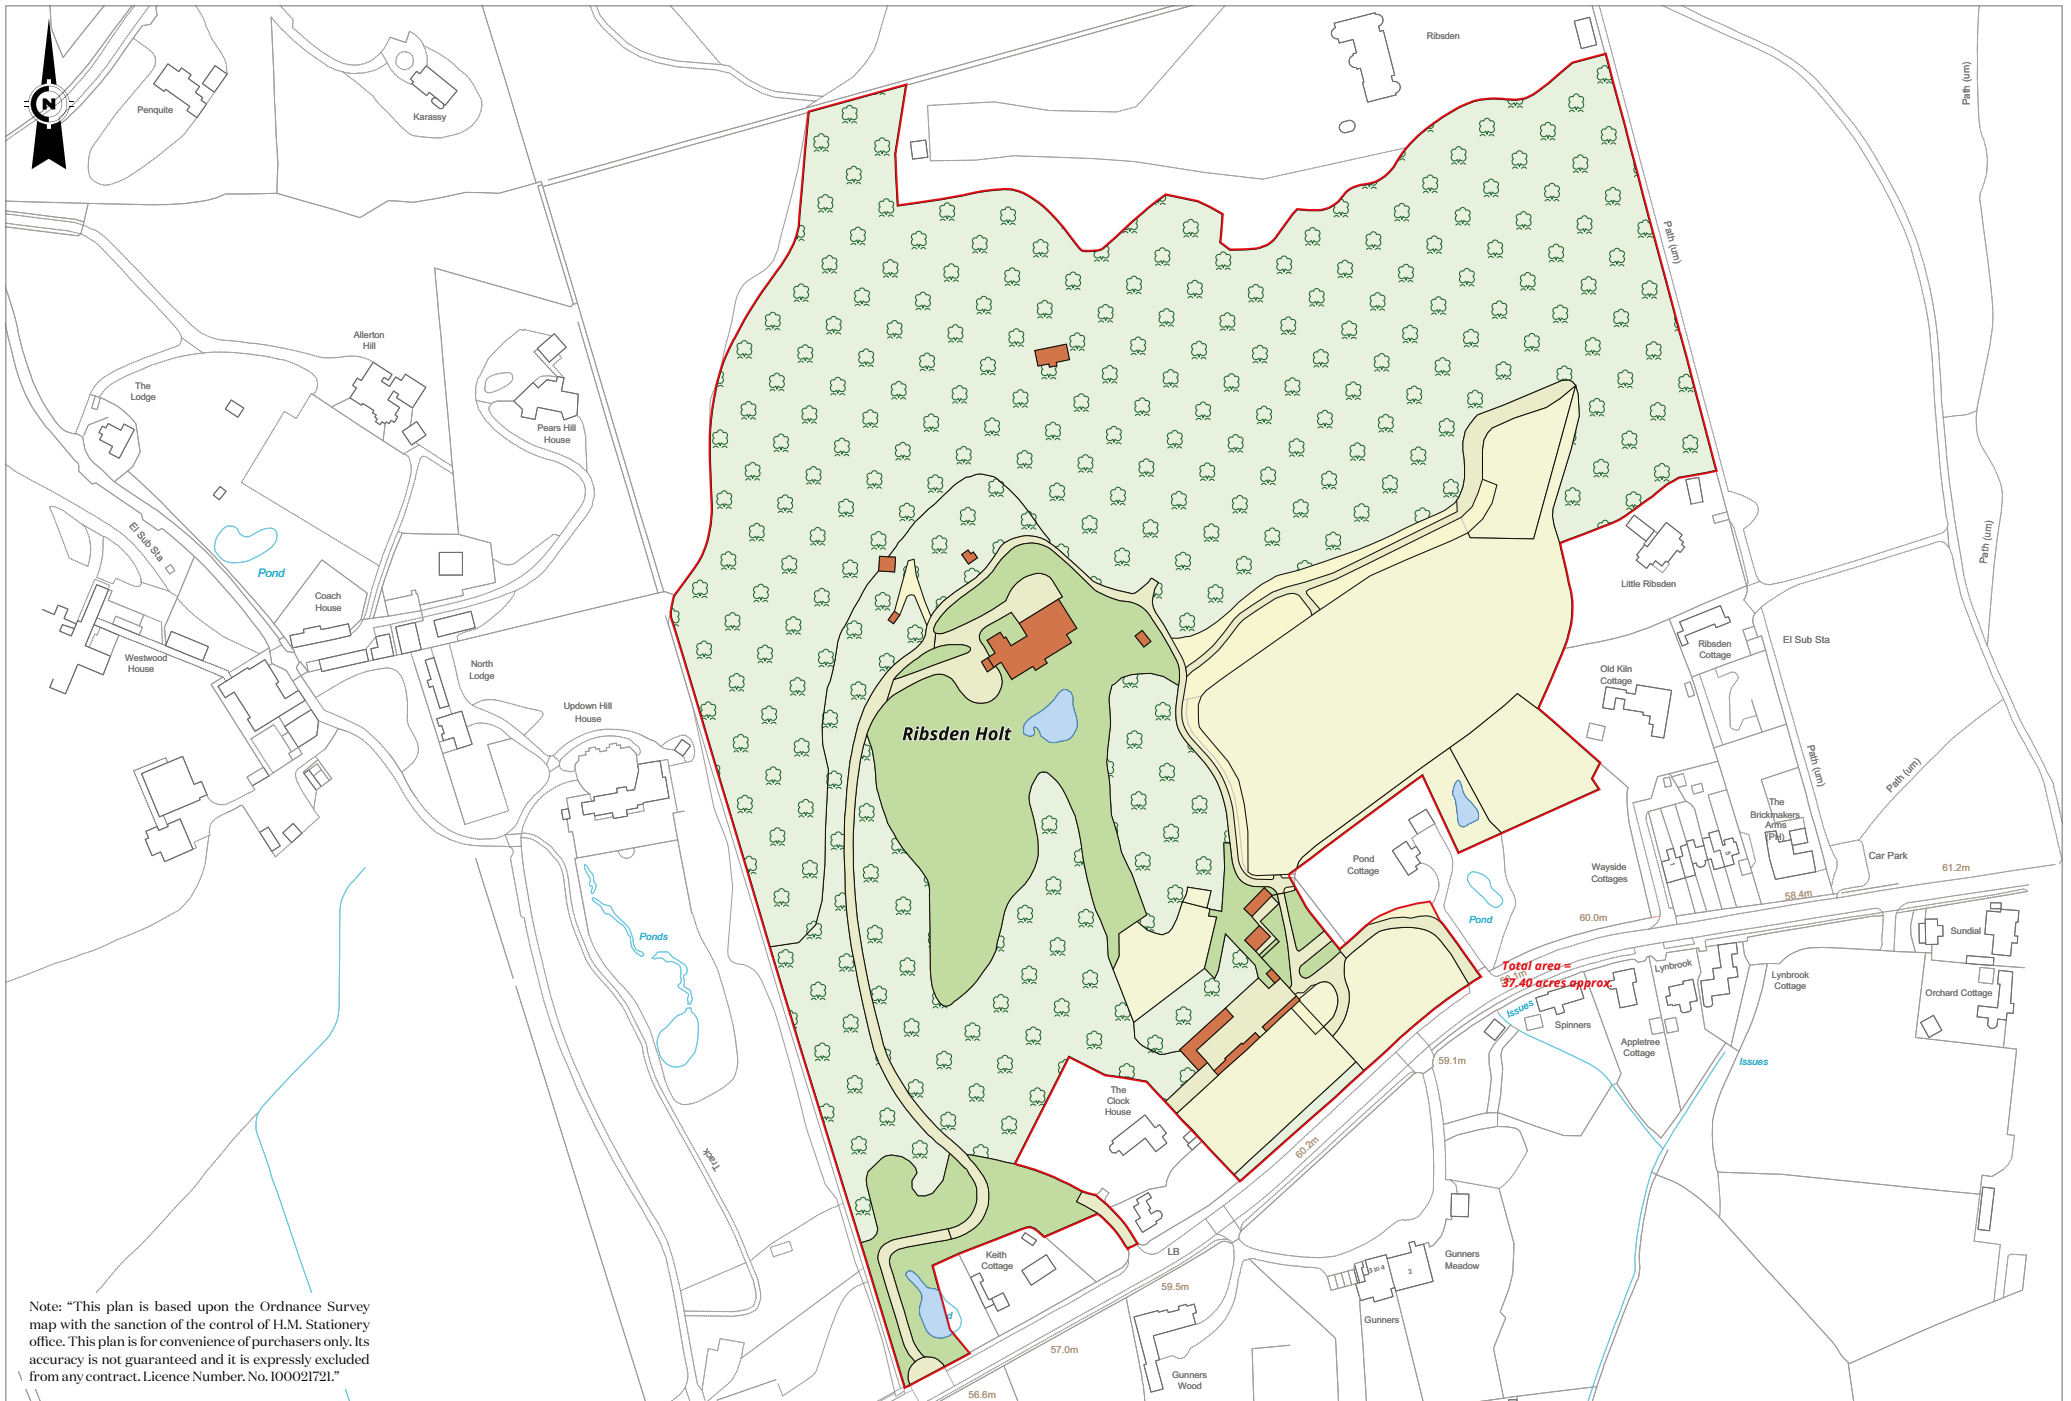 N
Penquite
Karassy
Ribsden
Path (um)
Path (um)
Allerton
Hill
The
Lodge
Pears Hill
House
El Sub Sta
Pond
Coach
House
Westwood
House
North
Lodge
Updown Hill
House
Ribsden Holt
Path (um)
Little Ribsden
Ribsden
Cottage
El Sub Sta
Old Kiln
Cottage
Path (um)
Path (um)
The
Brickmakers
Arms
(PH)
Car Park
61.2m
58.4m
Wayside
Cottages
1
5
60.0m
Pond
Cottage
Pond
Ponds
Total area =
37.40 acres approx.
Sundial
Lynbrook
Lynbrook
Cottage
Orchard Cottage
Issues
Spinners
Appletree
Cottage
Issues
59.1m
The
Clock
House
60.2m
Track
LB
Keith
Cottage
59.5m
Gunners
Meadow
3 to 4
2
Gunners
57.0m
Gunners
Wood
56.6m
Note: “This plan is based upon the Ordnance Survey
map with the sanction of the control of H.M. Stationery
office. This plan is for convenience of purchasers only. Its
accuracy is not guaranteed and it is expressly excluded
from any contract. Licence Number. No. 100021721.”